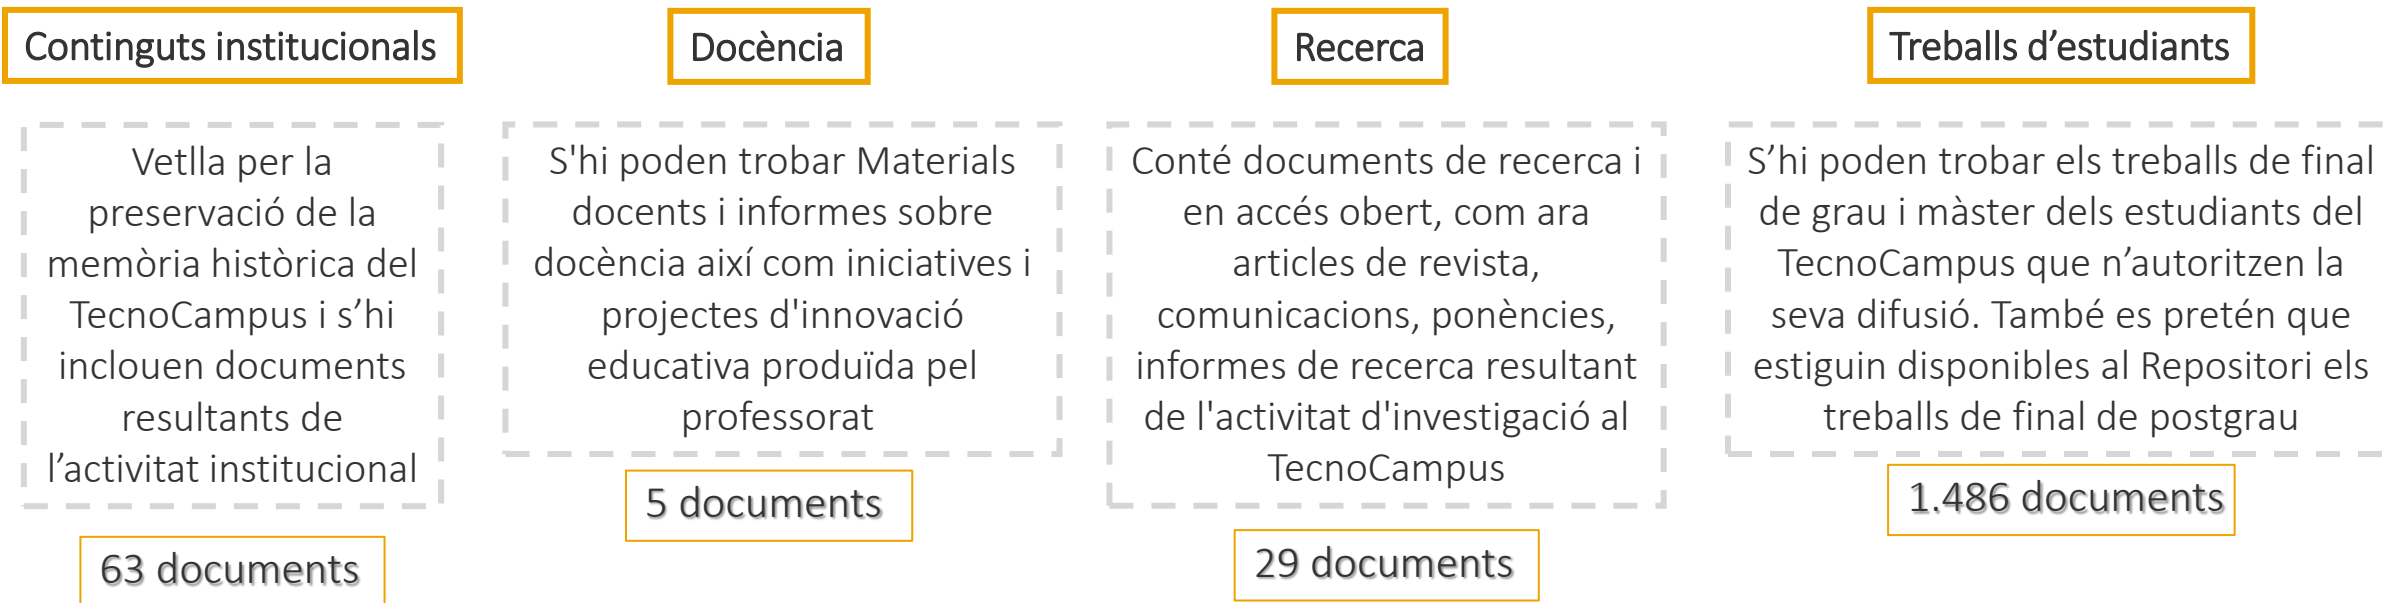 Continguts institucionals
Vetlla per la
preservació de la
memòria històrica del
TecnoCampus i s’hi
inclouen documents
resultants de
l’activitat institucional
63 documents
Docència
S'hi poden trobar Materials
docents i informes sobre
docència així com iniciatives i
projectes d'innovació
educativa produïda pel
professorat
5 documents
Recerca
Conté documents de recerca i
en accés obert, com ara
articles de revista,
comunicacions, ponències,
informes de recerca resultant
de l'activitat d'investigació al
TecnoCampus
29 documents
Treballs d’estudiants
S’hi poden trobar els treballs de final
de grau i màster dels estudiants del
TecnoCampus que n’autoritzen la
seva difusió. També es pretén que
estiguin disponibles al Repositori els
treballs de final de postgrau
1.486 documents